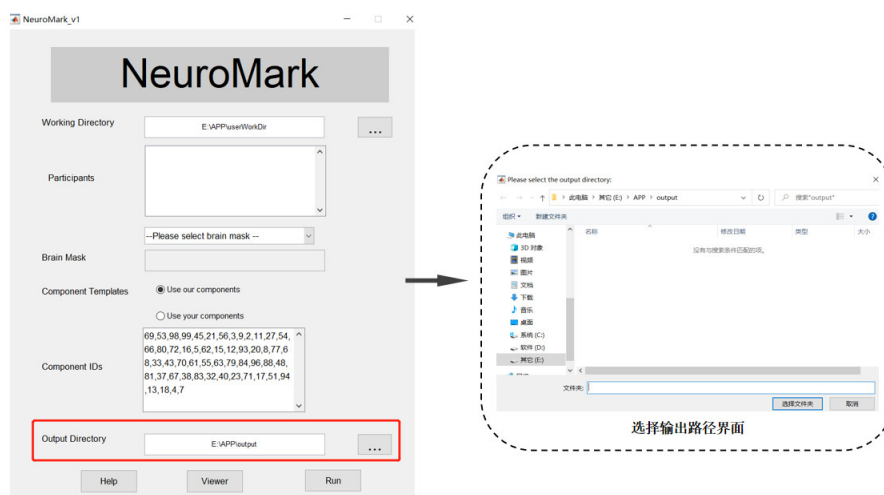 NeuroMark_v1
NeuroMark
Working Directory
E:\APP\userWorkDir
...
Participants
--Please select brain mask --
Brain Mask
Component Templates
Use our components
Use your components
Component IDs
69,53,98,99,45,21,56,3,9,2,11,27,54,
66,80,72,16,5,62,15,12,93,20,8,77,6
8,33,43,70,61,55,63,79,84,96,88,48,
81,37,67,38,83,32,40,23,71,17,51,94
,13,18,4,7
Output Directory
E:\APP\output
...
Help
Viewer
Run
Please select the output directory:
此电脑 > 其它 (E:) > APP > output
搜索"output"
组织
新建文件夹
名称
修改日期
类型
大小
没有与搜索条件匹配的项。
此电脑
3D 对象
视频
图片
文档
下载
音乐
桌面
系统 (C:)
软件 (D:)
其它 (E:)
文件夹:
选择文件夹
取消
选择输出路径界面